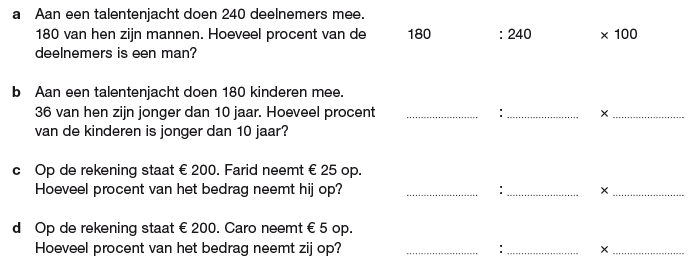 a Aan een talentenjacht doen 240 deelnemers mee.
180 van hen zijn mannen. Hoeveel procent van de 180 : 240 × 100
deelnemers is een man?
b Aan een talentenjacht doen 180 kinderen mee.
36 van hen zijn jonger dan 10 jaar. Hoeveel procent : ×
van de kinderen is jonger dan 10 jaar?
c Op de rekening staat € 200. Farid neemt € 25 op.
Hoeveel procent van het bedrag neemt hij op? : ×
d Op de rekening staat € 200. Caro neemt € 5 op.
Hoeveel procent van het bedrag neemt zij op? : ×